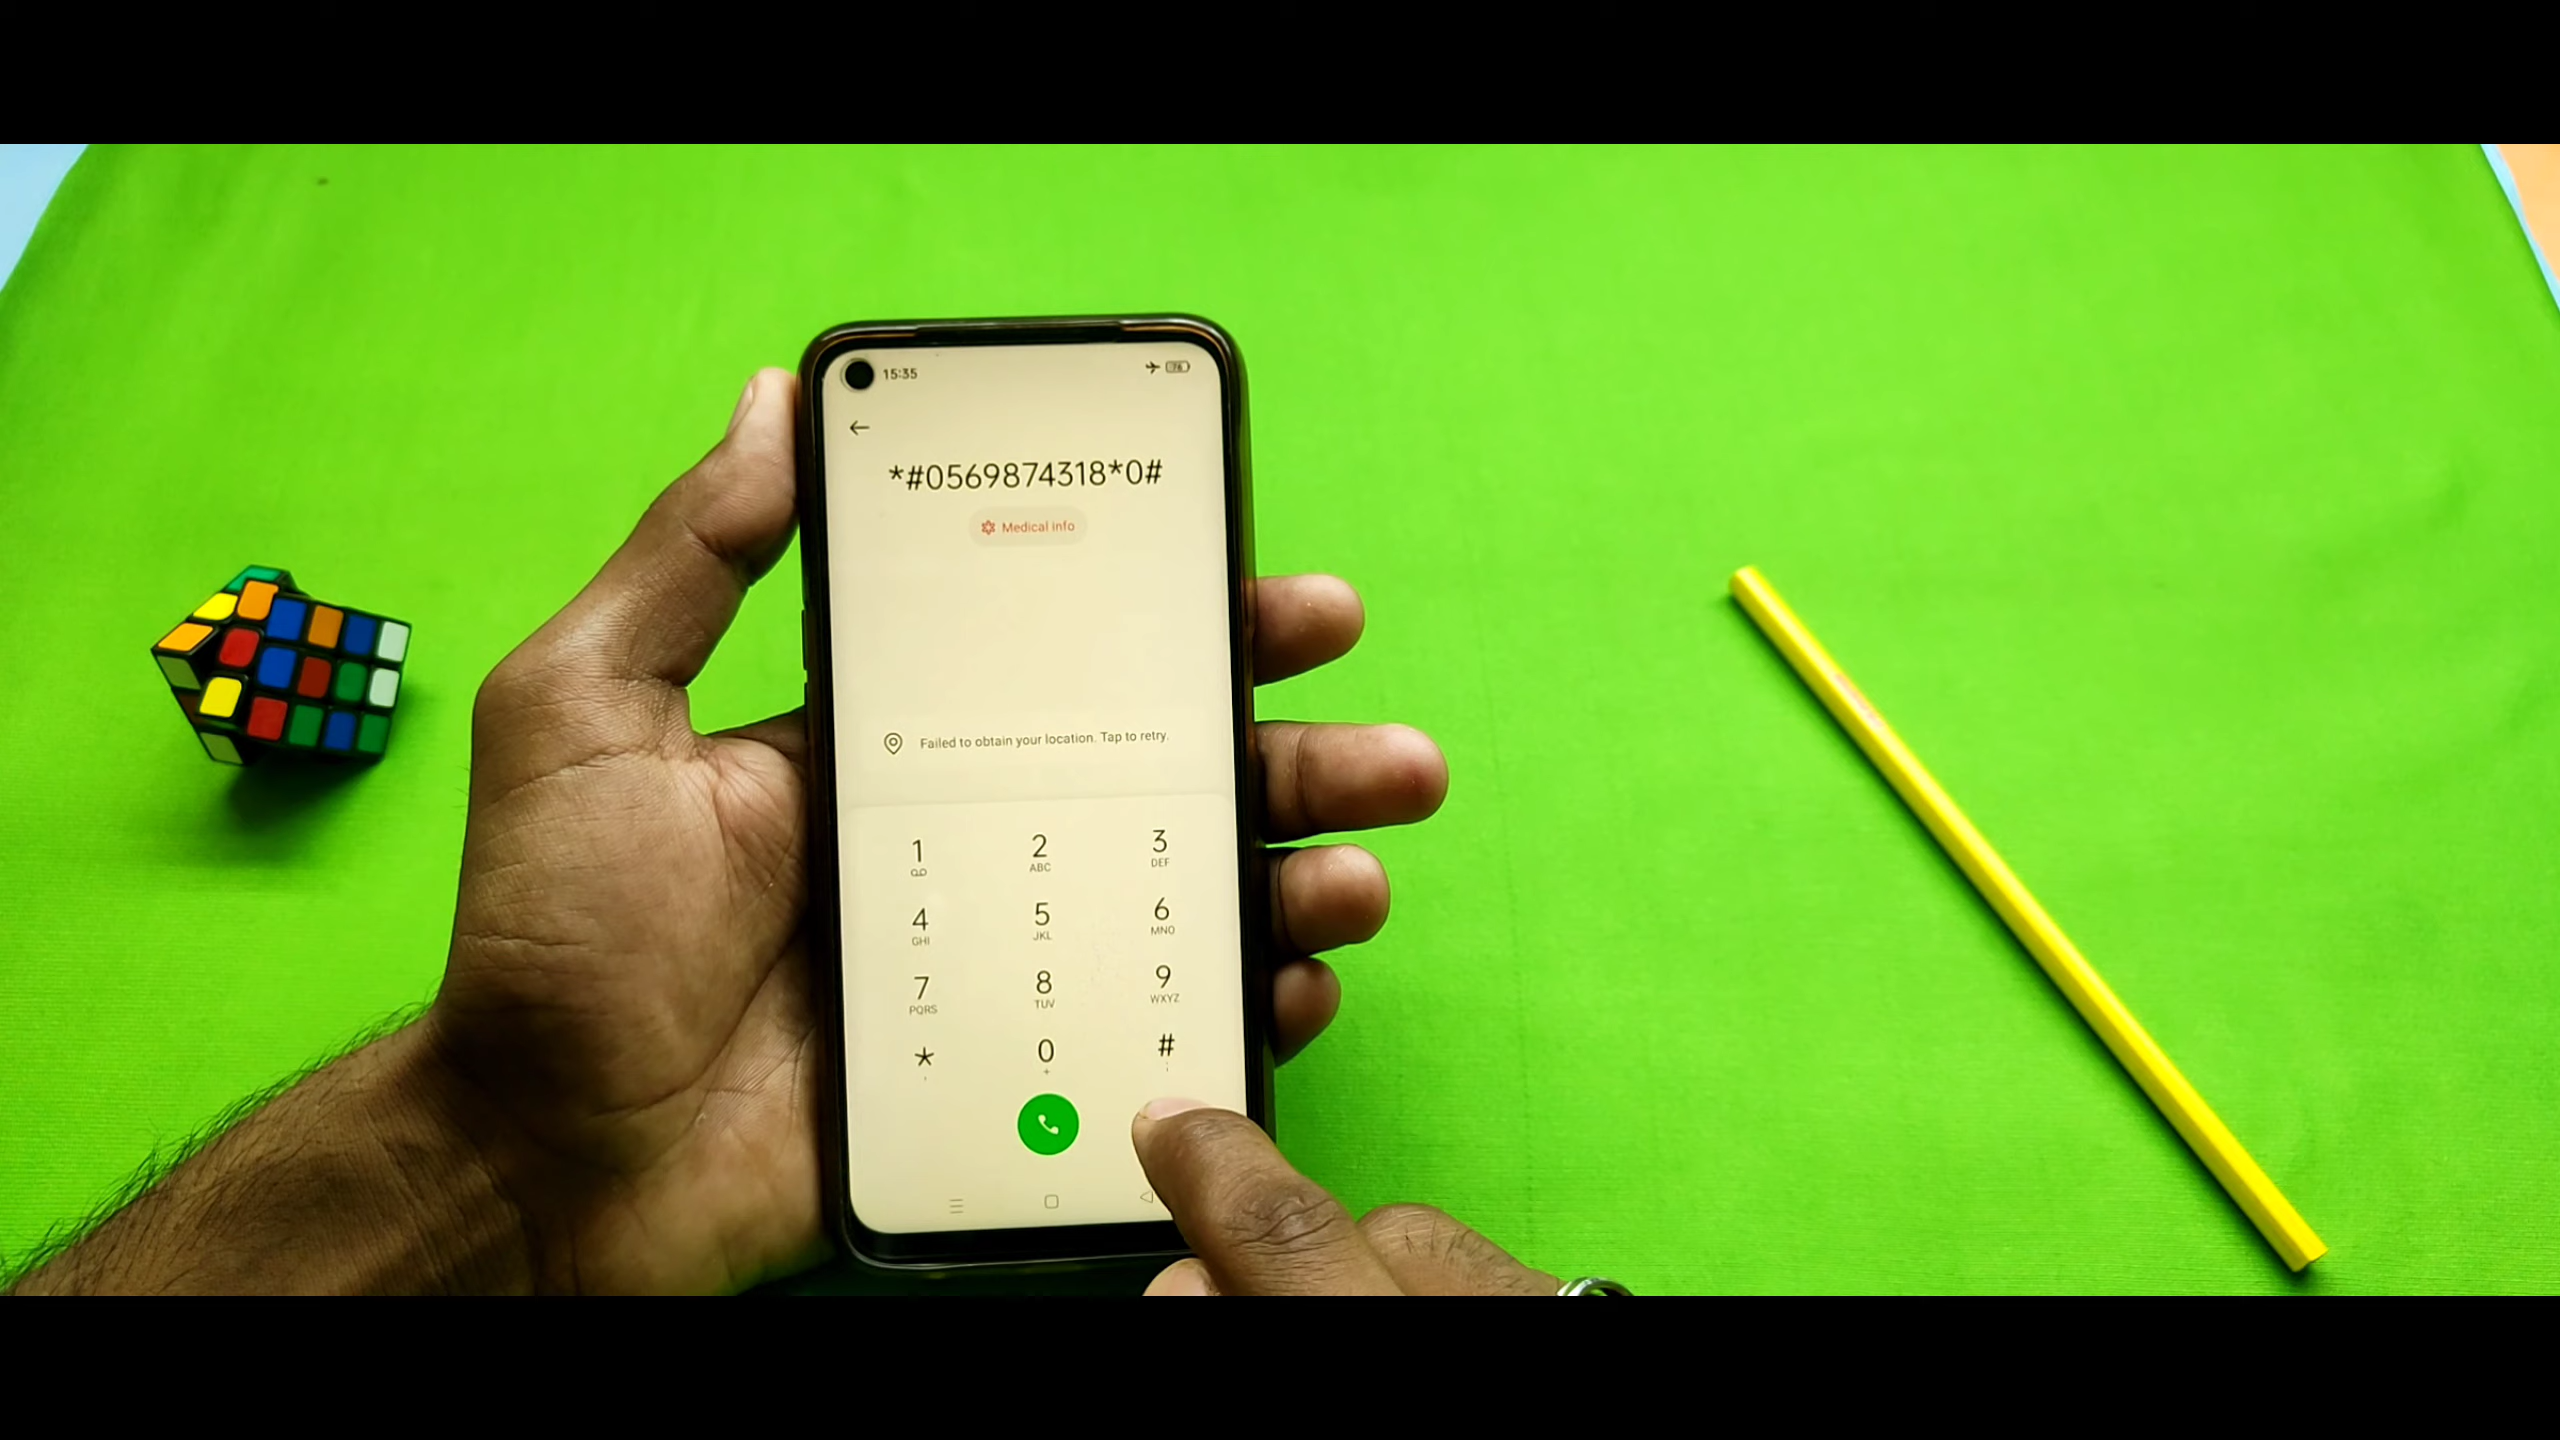 15:35
76
*#0569874318*0#
Medical info
Failed to obtain your location. Tap to retry.
1 2 3
ABC DEF
4 5 6
GHI JKL MNO
7 8 9
PQRS TUV WXYZ
* 0 #
, + ;